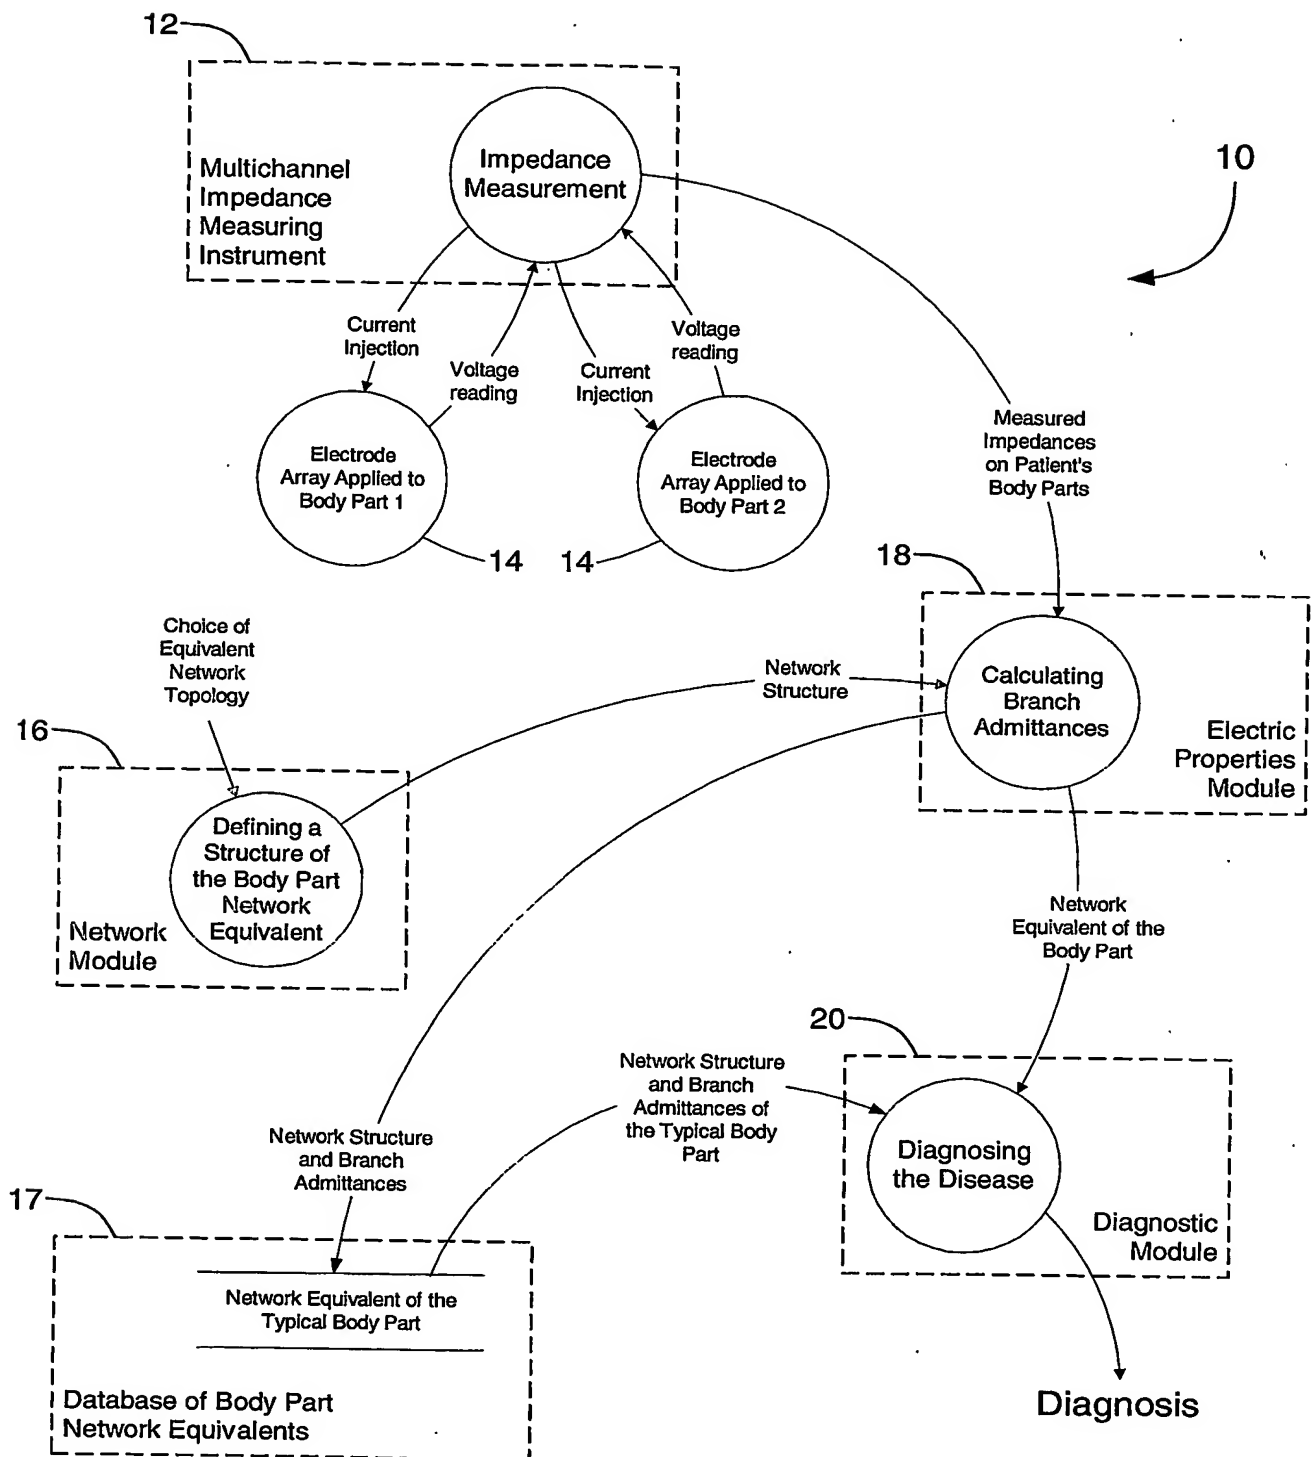 12
Multichannel
Impedance
Measuring
Instrument
Impedance
Measurement
10
Current
Injection
Voltage
reading
Current
Injection
Voltage
reading
Electrode
Array Applied to
Body Part 1
14
Electrode
Array Applied to
Body Part 2
14
Measured
Impedances
on Patient's
Body Parts
18
Calculating
Branch
Admittances
Electric
Properties
Module
Choice of
Equivalent
Network
Topology
16
Defining a
Structure of
the Body Part
Network
Equivalent
Network
Module
Network
Structure
Network
Equivalent of the
Body Part
20
Diagnosing
the Disease
Diagnostic
Module
Network Structure
and Branch
Admittances of
the Typical Body
Part
Network Structure
and Branch
Admittances
17
Network Equivalent of the
Typical Body Part
Database of Body Part
Network Equivalents
Diagnosis